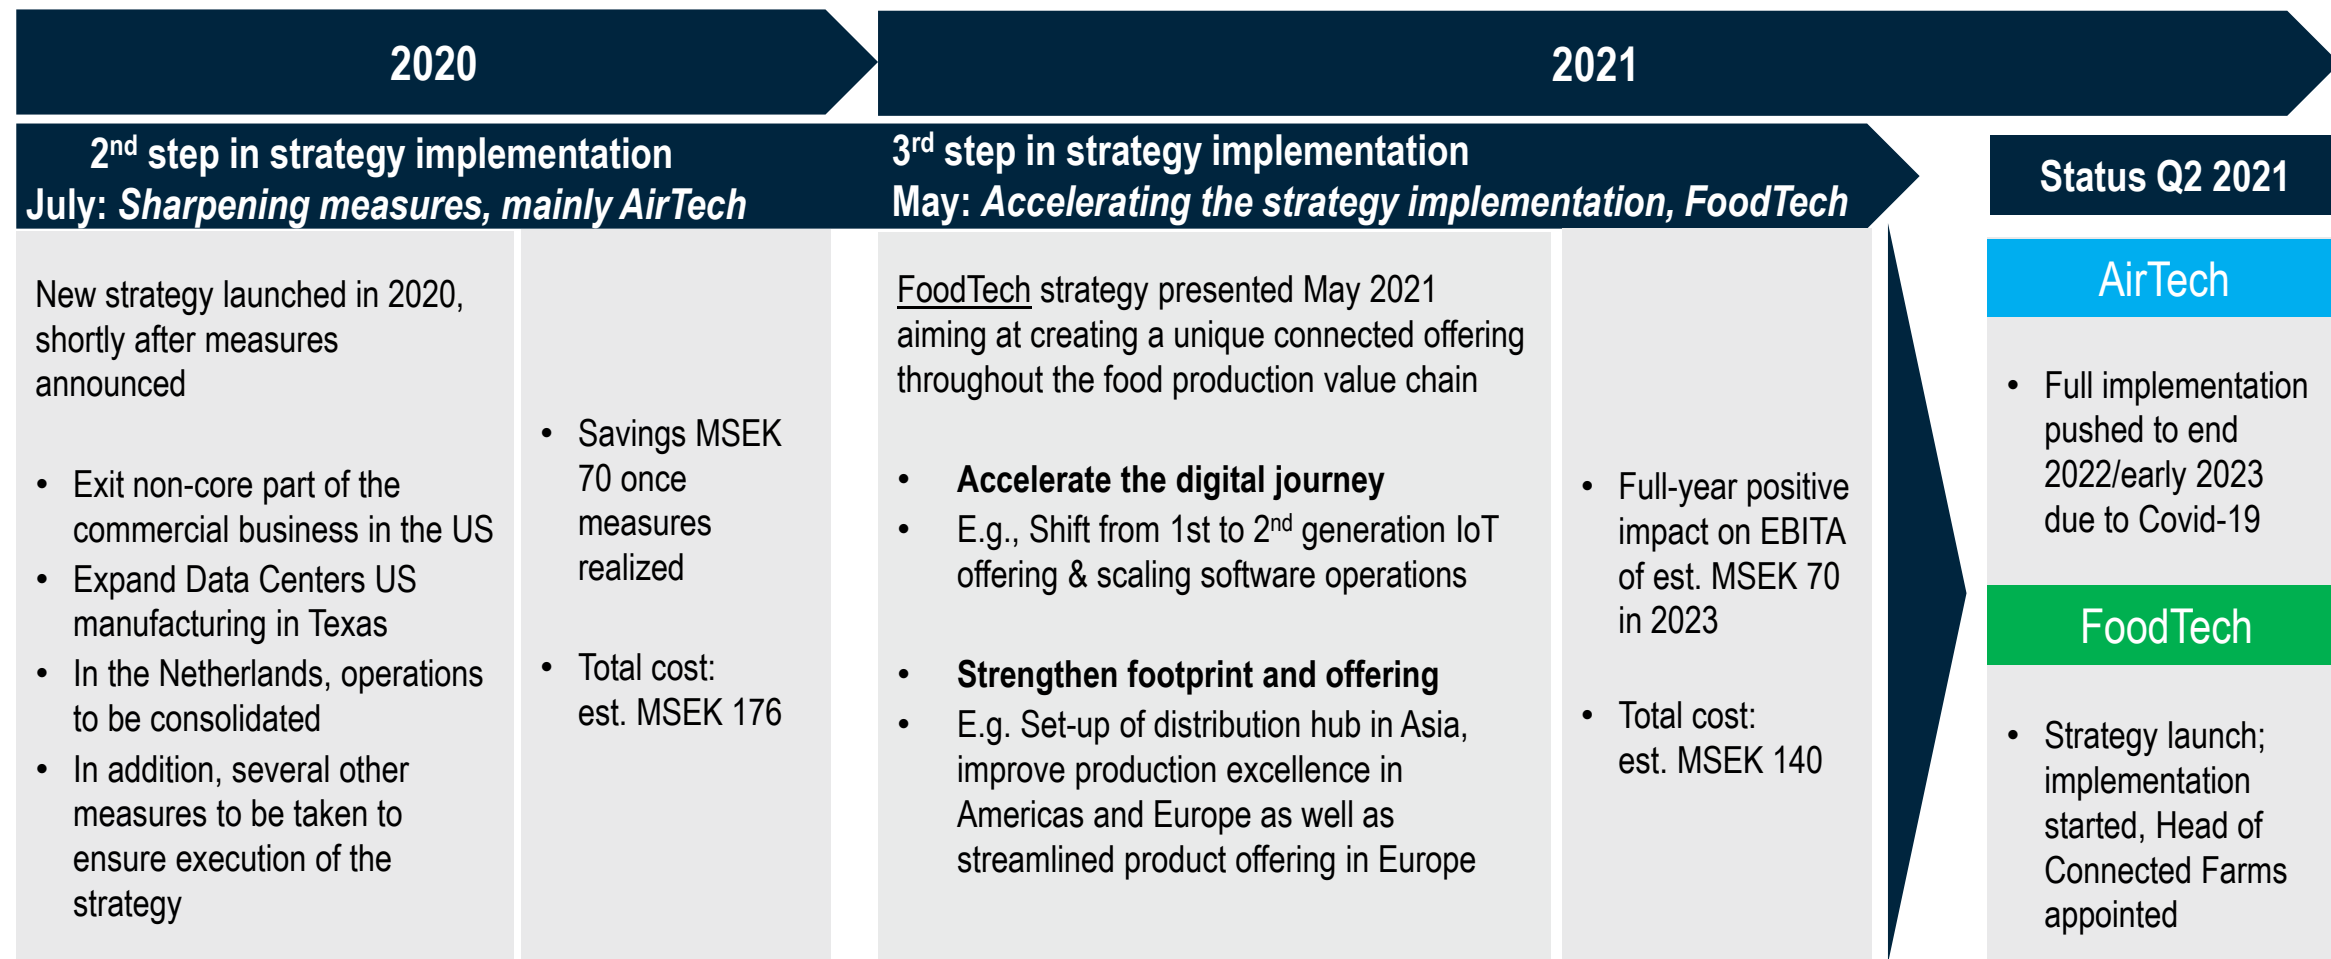 2020
2021
2nd step in strategy implementation
July: Sharpening measures, mainly AirTech
New strategy launched in 2020,
shortly after measures
announced
• Exit non-core part of the
commercial business in the US
• Expand Data Centers US
manufacturing in Texas
• In the Netherlands, operations
to be consolidated
• In addition, several other
measures to be taken to
ensure execution of the
strategy
• Savings MSEK
70 once
measures
realized
• Total cost:
est. MSEK 176
3rd step in strategy implementation
May: Accelerating the strategy implementation, FoodTech
FoodTech strategy presented May 2021
aiming at creating a unique connected offering
throughout the food production value chain
• Accelerate the digital journey
• E.g., Shift from 1st to 2nd generation IoT
offering & scaling software operations
• Strengthen footprint and offering
• E.g. Set-up of distribution hub in Asia,
improve production excellence in
Americas and Europe as well as
streamlined product offering in Europe
• Full-year positive
impact on EBITA
of est. MSEK 70
in 2023
• Total cost:
est. MSEK 140
Status Q2 2021
AirTech
• Full implementation
pushed to end
2022/early 2023
due to Covid-19
FoodTech
• Strategy launch;
implementation
started, Head of
Connected Farms
appointed